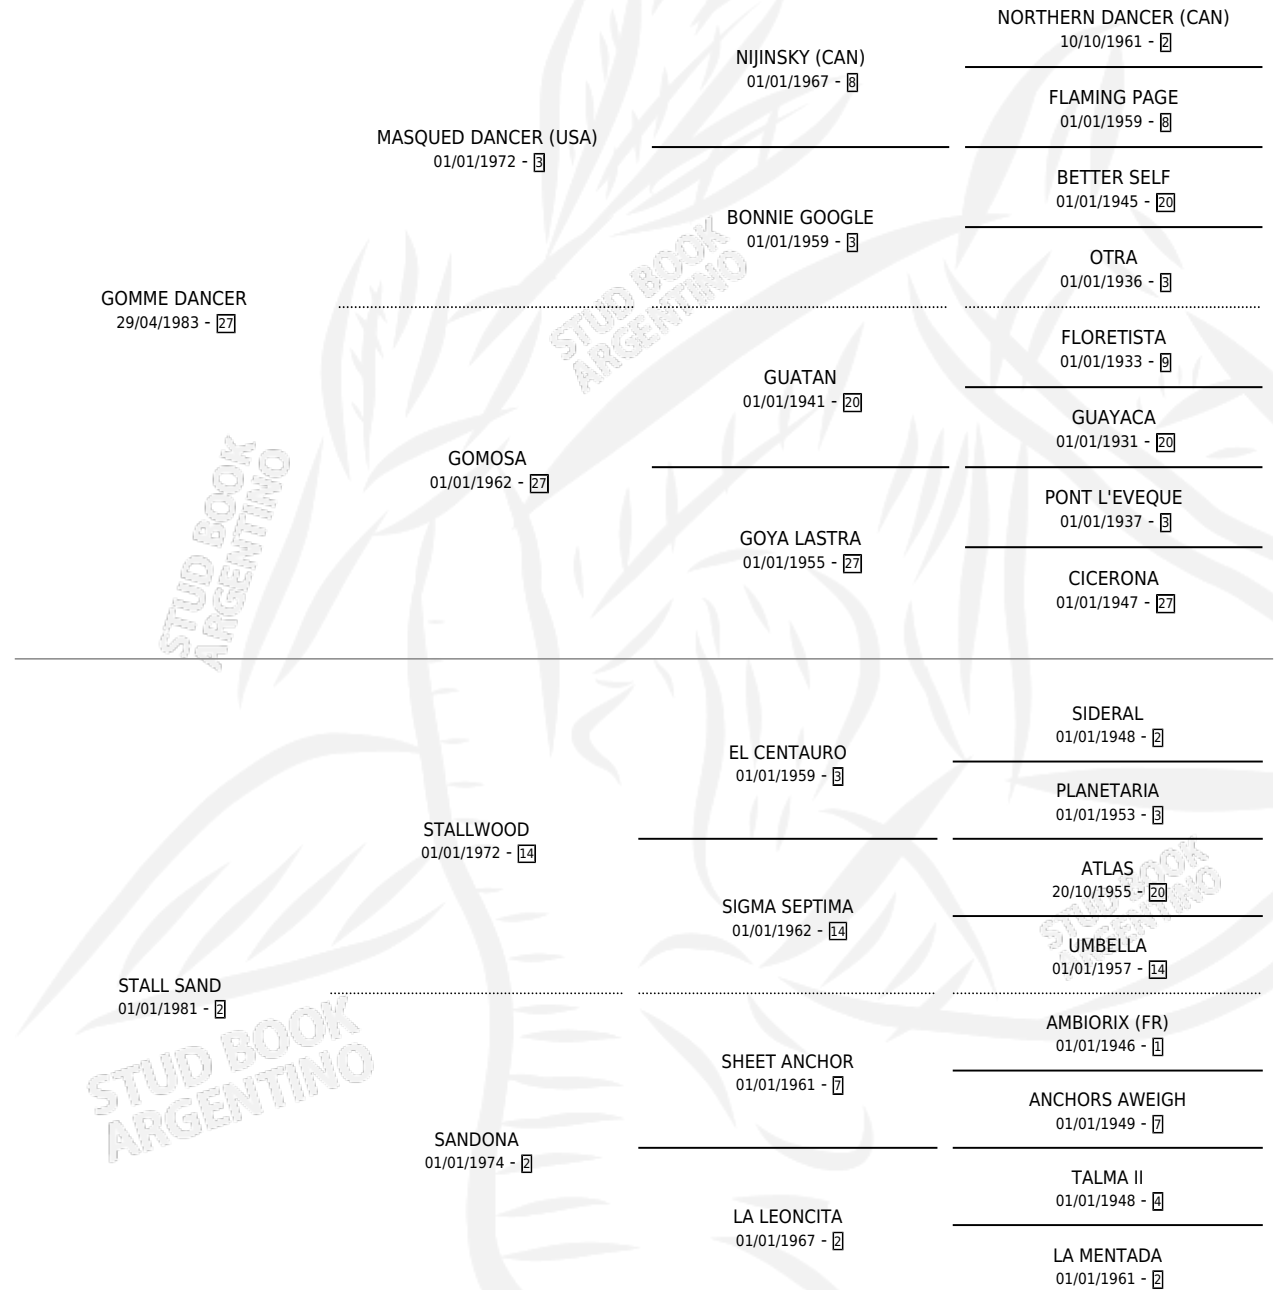 NORTHERN DANCER (CAN)
10/10/1961 - 2
NIJINSKY (CAN)
01/01/1967 - 8
FLAMING PAGE
01/01/1959 - 8
MASQUED DANCER (USA)
01/01/1972 - 3
BETTER SELF
01/01/1945 - 20
BONNIE GOOGLE
01/01/1959 - 3
OTRA
01/01/1936 - 3
GOMME DANCER
29/04/1983 - 27
STUD BOOK
ARGENTINO
FLORETISTA
01/01/1933 - 9
GUATAN
01/01/1941 - 20
GUAYACA
01/01/1931 - 20
GOMOSA
01/01/1962 - 27
PONT L'EVEQUE
01/01/1937 - 3
GOYA LASTRA
01/01/1955 - 27
CICERONA
01/01/1947 - 27
STUD BOOK
ARGENTINO
SIDERAL
01/01/1948 - 2
EL CENTAURO
01/01/1959 - 3
PLANETARIA
01/01/1953 - 3
STALLWOOD
01/01/1972 - 14
ATLAS
20/10/1955 - 20
SIGMA SEPTIMA
01/01/1962 - 14
STUD BOOK
ARGENTINO
UMBELLA
01/01/1957 - 14
STALL SAND
01/01/1981 - 2
STUD BOOK
ARGENTINO
AMBIORIX (FR)
01/01/1946 - 1
SHEET ANCHOR
01/01/1961 - 7
ANCHORS AWEIGH
01/01/1949 - 7
SANDONA
01/01/1974 - 2
TALMA II
01/01/1948 - 4
LA LEONCITA
01/01/1967 - 2
LA MENTADA
01/01/1961 - 2